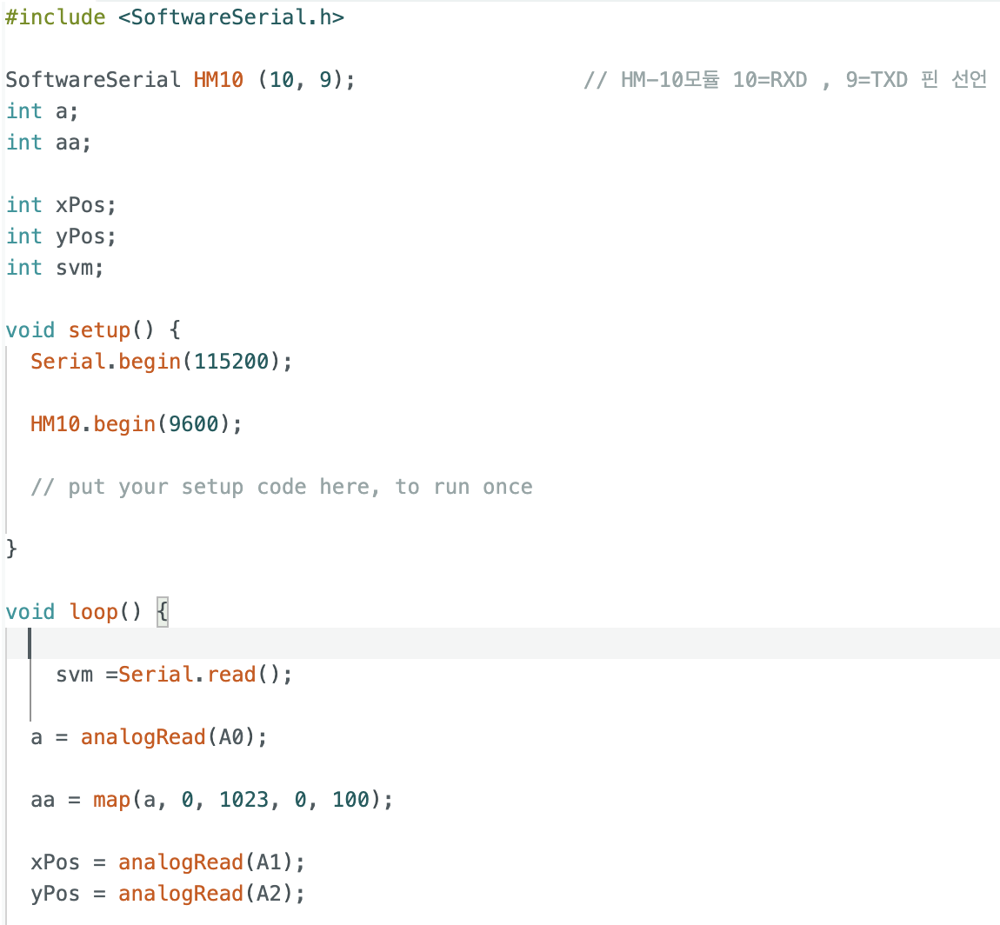 #include <SoftwareSerial.h>
SoftwareSerial HM10 (10, 9); // HM-10모듈 10=RXD , 9=TXD 핀 선언
int a;
int aa;
int xPos;
int yPos;
int svm;
void setup() {
Serial.begin(115200);
HM10.begin(9600);
// put your setup code here, to run once
}
void loop() {
svm =Serial.read();
a = analogRead(A0);
aa = map(a, 0, 1023, 0, 100);
xPos = analogRead(A1);
yPos = analogRead(A2);